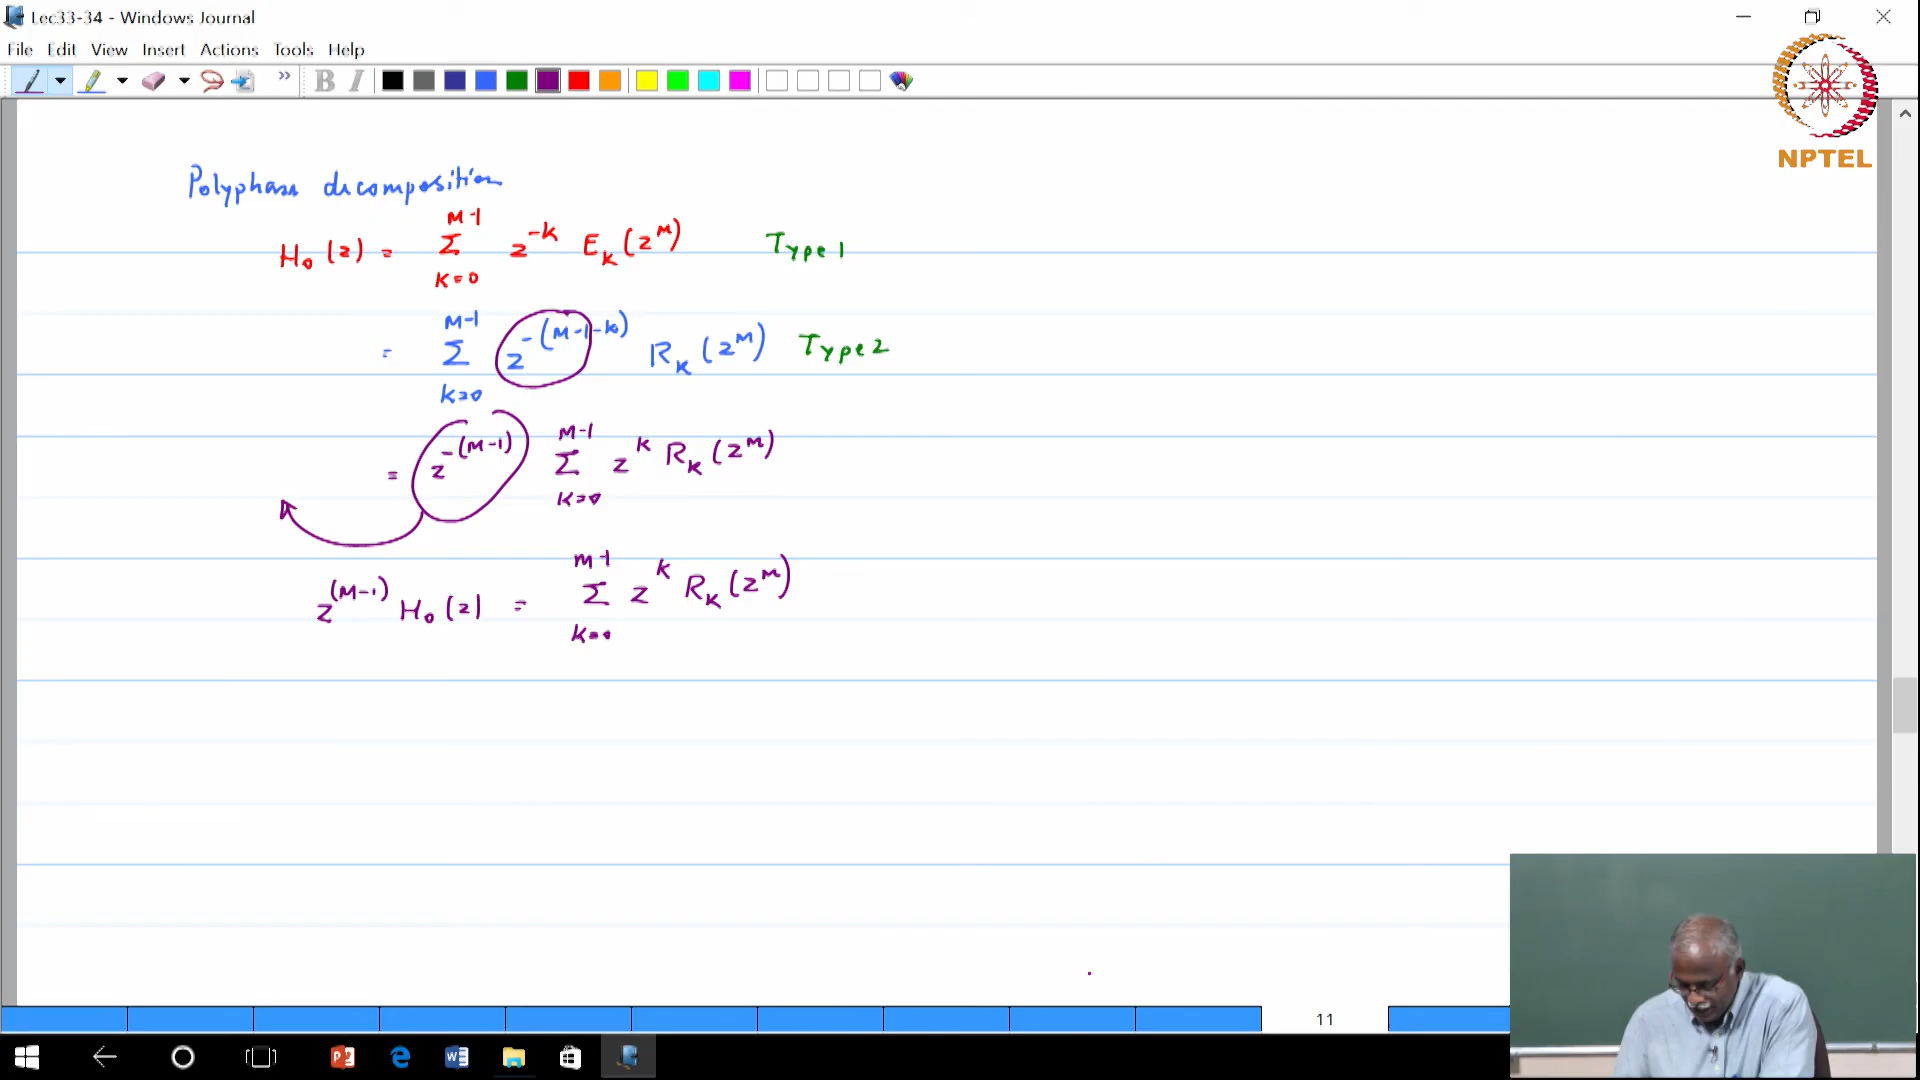 Lec33-34 - Windows Journal
File Edit View Insert Actions Tools Help
» B I
NPTEL
Polyphase decomposition
H₀(z) = Σ_{k=0}^{M-1} z^{-k} E_k(z^M) Type 1
= Σ_{k=0}^{M-1} z^{-(M-1-k)} R_k(z^M) Type 2
= z^{-(M-1)} Σ_{k=0}^{M-1} z^k R_k(z^M)
z^{(M-1)} H₀(z) = Σ_{k=0}^{M-1} z^k R_k(z^M)
11